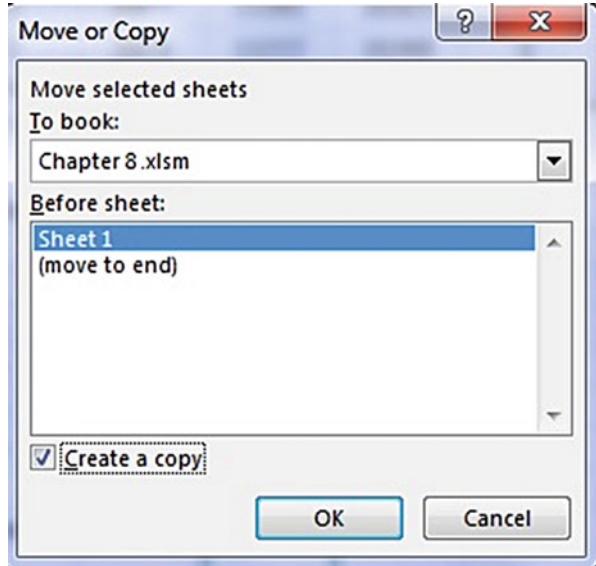 Move or Copy
Move selected sheets
To book:
Chapter 8.xlsm
Before sheet:
Sheet 1
(move to end)
Create a copy
OK Cancel